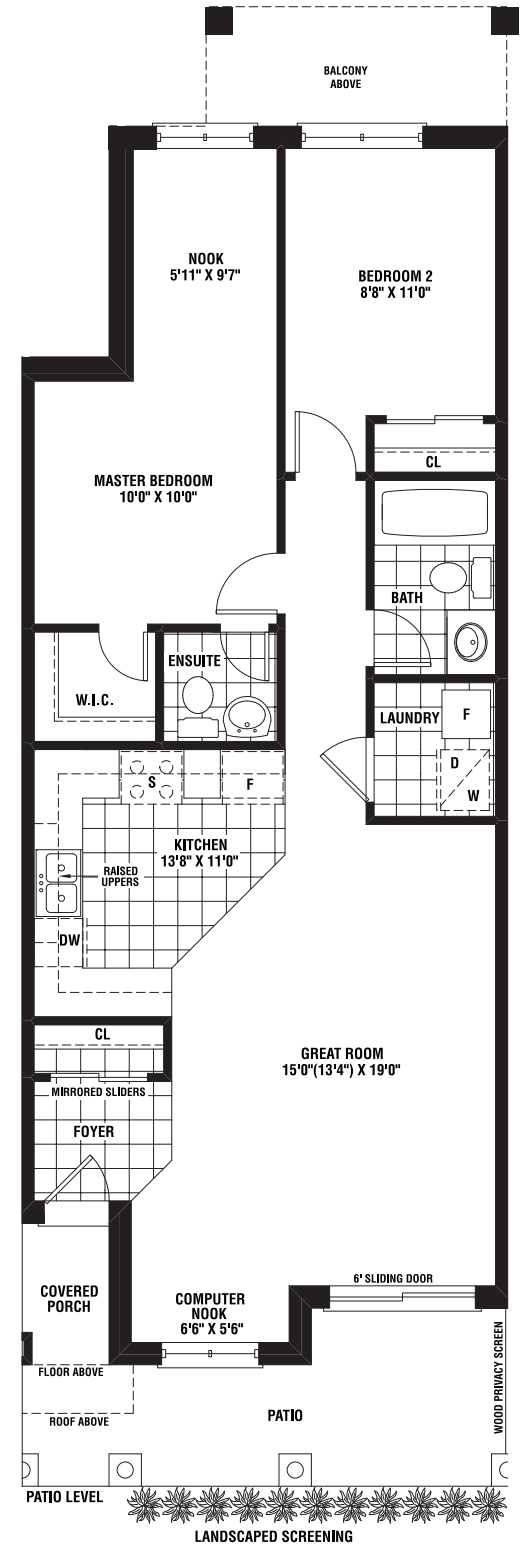 BALCONY
ABOVE
NOOK
5'11" X 9'7"
BEDROOM 2
8'8" X 11'0"
CL
MASTER BEDROOM
10'0" X 10'0"
BATH
ENSUITE
W.I.C.
LAUNDRY
F
D
W
S
F
KITCHEN
13'8" X 11'0"
RAISED
UPPERS
DW
CL
MIRRORED SLIDERS
FOYER
GREAT ROOM
15'0"(13'4") X 19'0"
6' SLIDING DOOR
COVERED
PORCH
COMPUTER
NOOK
6'6" X 5'6"
FLOOR ABOVE
ROOF ABOVE
PATIO
WOOD PRIVACY SCREEN
PATIO LEVEL
LANDSCAPED SCREENING